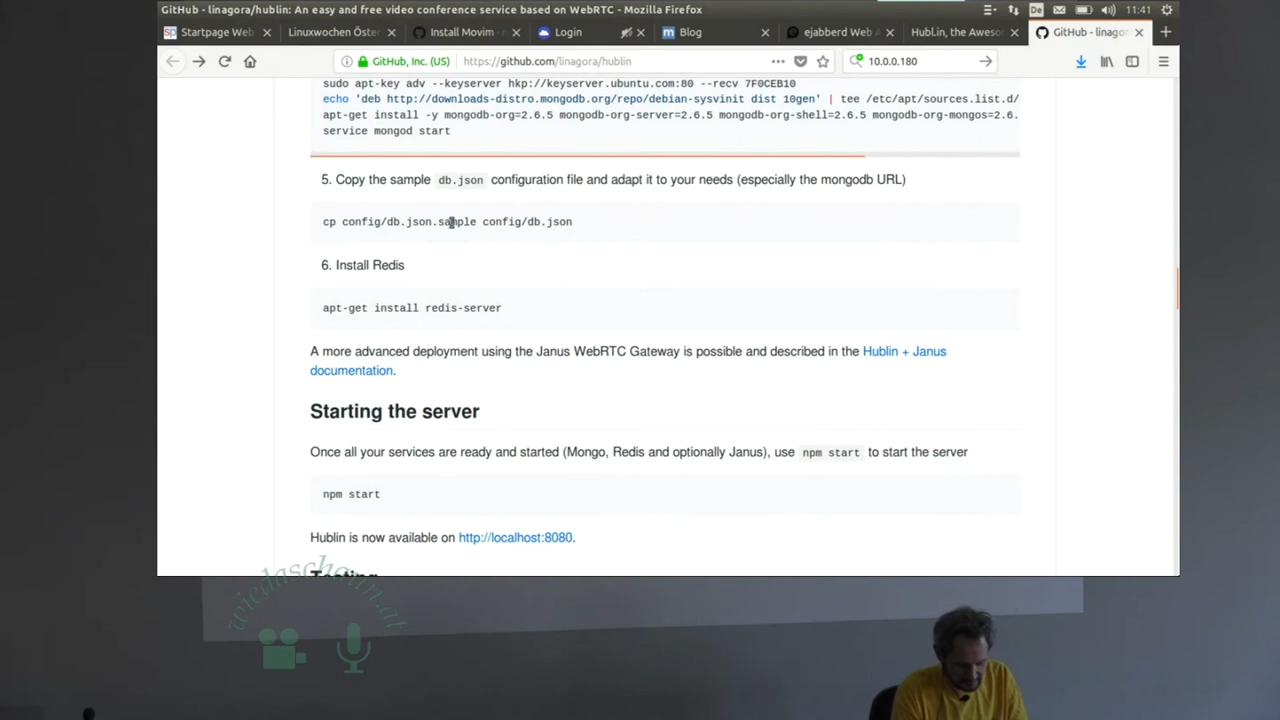 GitHub - linagora/hublin: An easy and free video conference service based on WebRTC - Mozilla Firefox
De
11:41
Startpage Web
Linuxwochen Öster
Install Movim -
Login
Blog
ejabberd Web A
Hubl.in, the Aweso
GitHub - linago
GitHub, Inc. (US)
https://github.com/linagora/hublin
10.0.0.180
sudo apt-key adv --keyserver hkp://keyserver.ubuntu.com:80 --recv 7F0CEB10
echo 'deb http://downloads-distro.mongodb.org/repo/debian-sysvinit dist 10gen' | tee /etc/apt/sources.list.d/
apt-get install -y mongodb-org=2.6.5 mongodb-org-server=2.6.5 mongodb-org-shell=2.6.5 mongodb-org-mongos=2.6.
service mongod start
5. Copy the sample db.json configuration file and adapt it to your needs (especially the mongodb URL)
cp config/db.json.sample config/db.json
6. Install Redis
apt-get install redis-server
A more advanced deployment using the Janus WebRTC Gateway is possible and described in the Hublin + Janus
documentation.
Starting the server
Once all your services are ready and started (Mongo, Redis and optionally Janus), use npm start to start the server
npm start
Hublin is now available on http://localhost:8080.
Testing
wiedaschaun.at